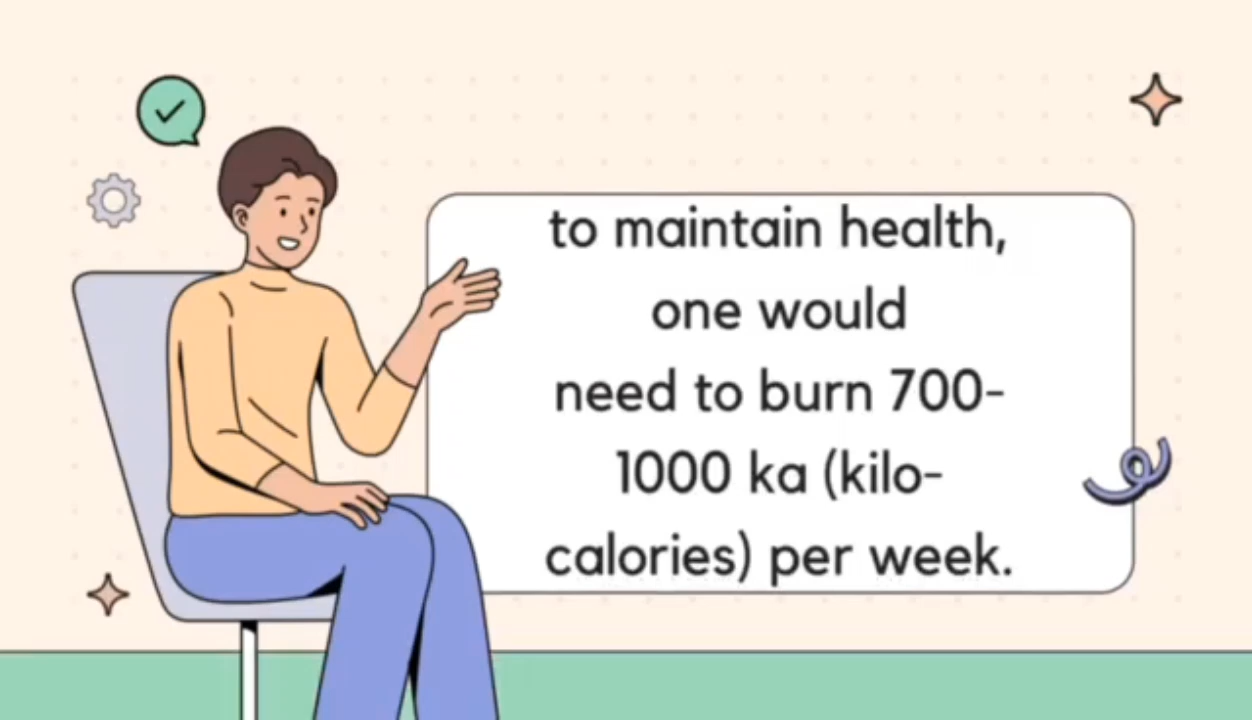 to maintain health,
one would
need to burn 700-
1000 ka (kilo-
calories) per week.